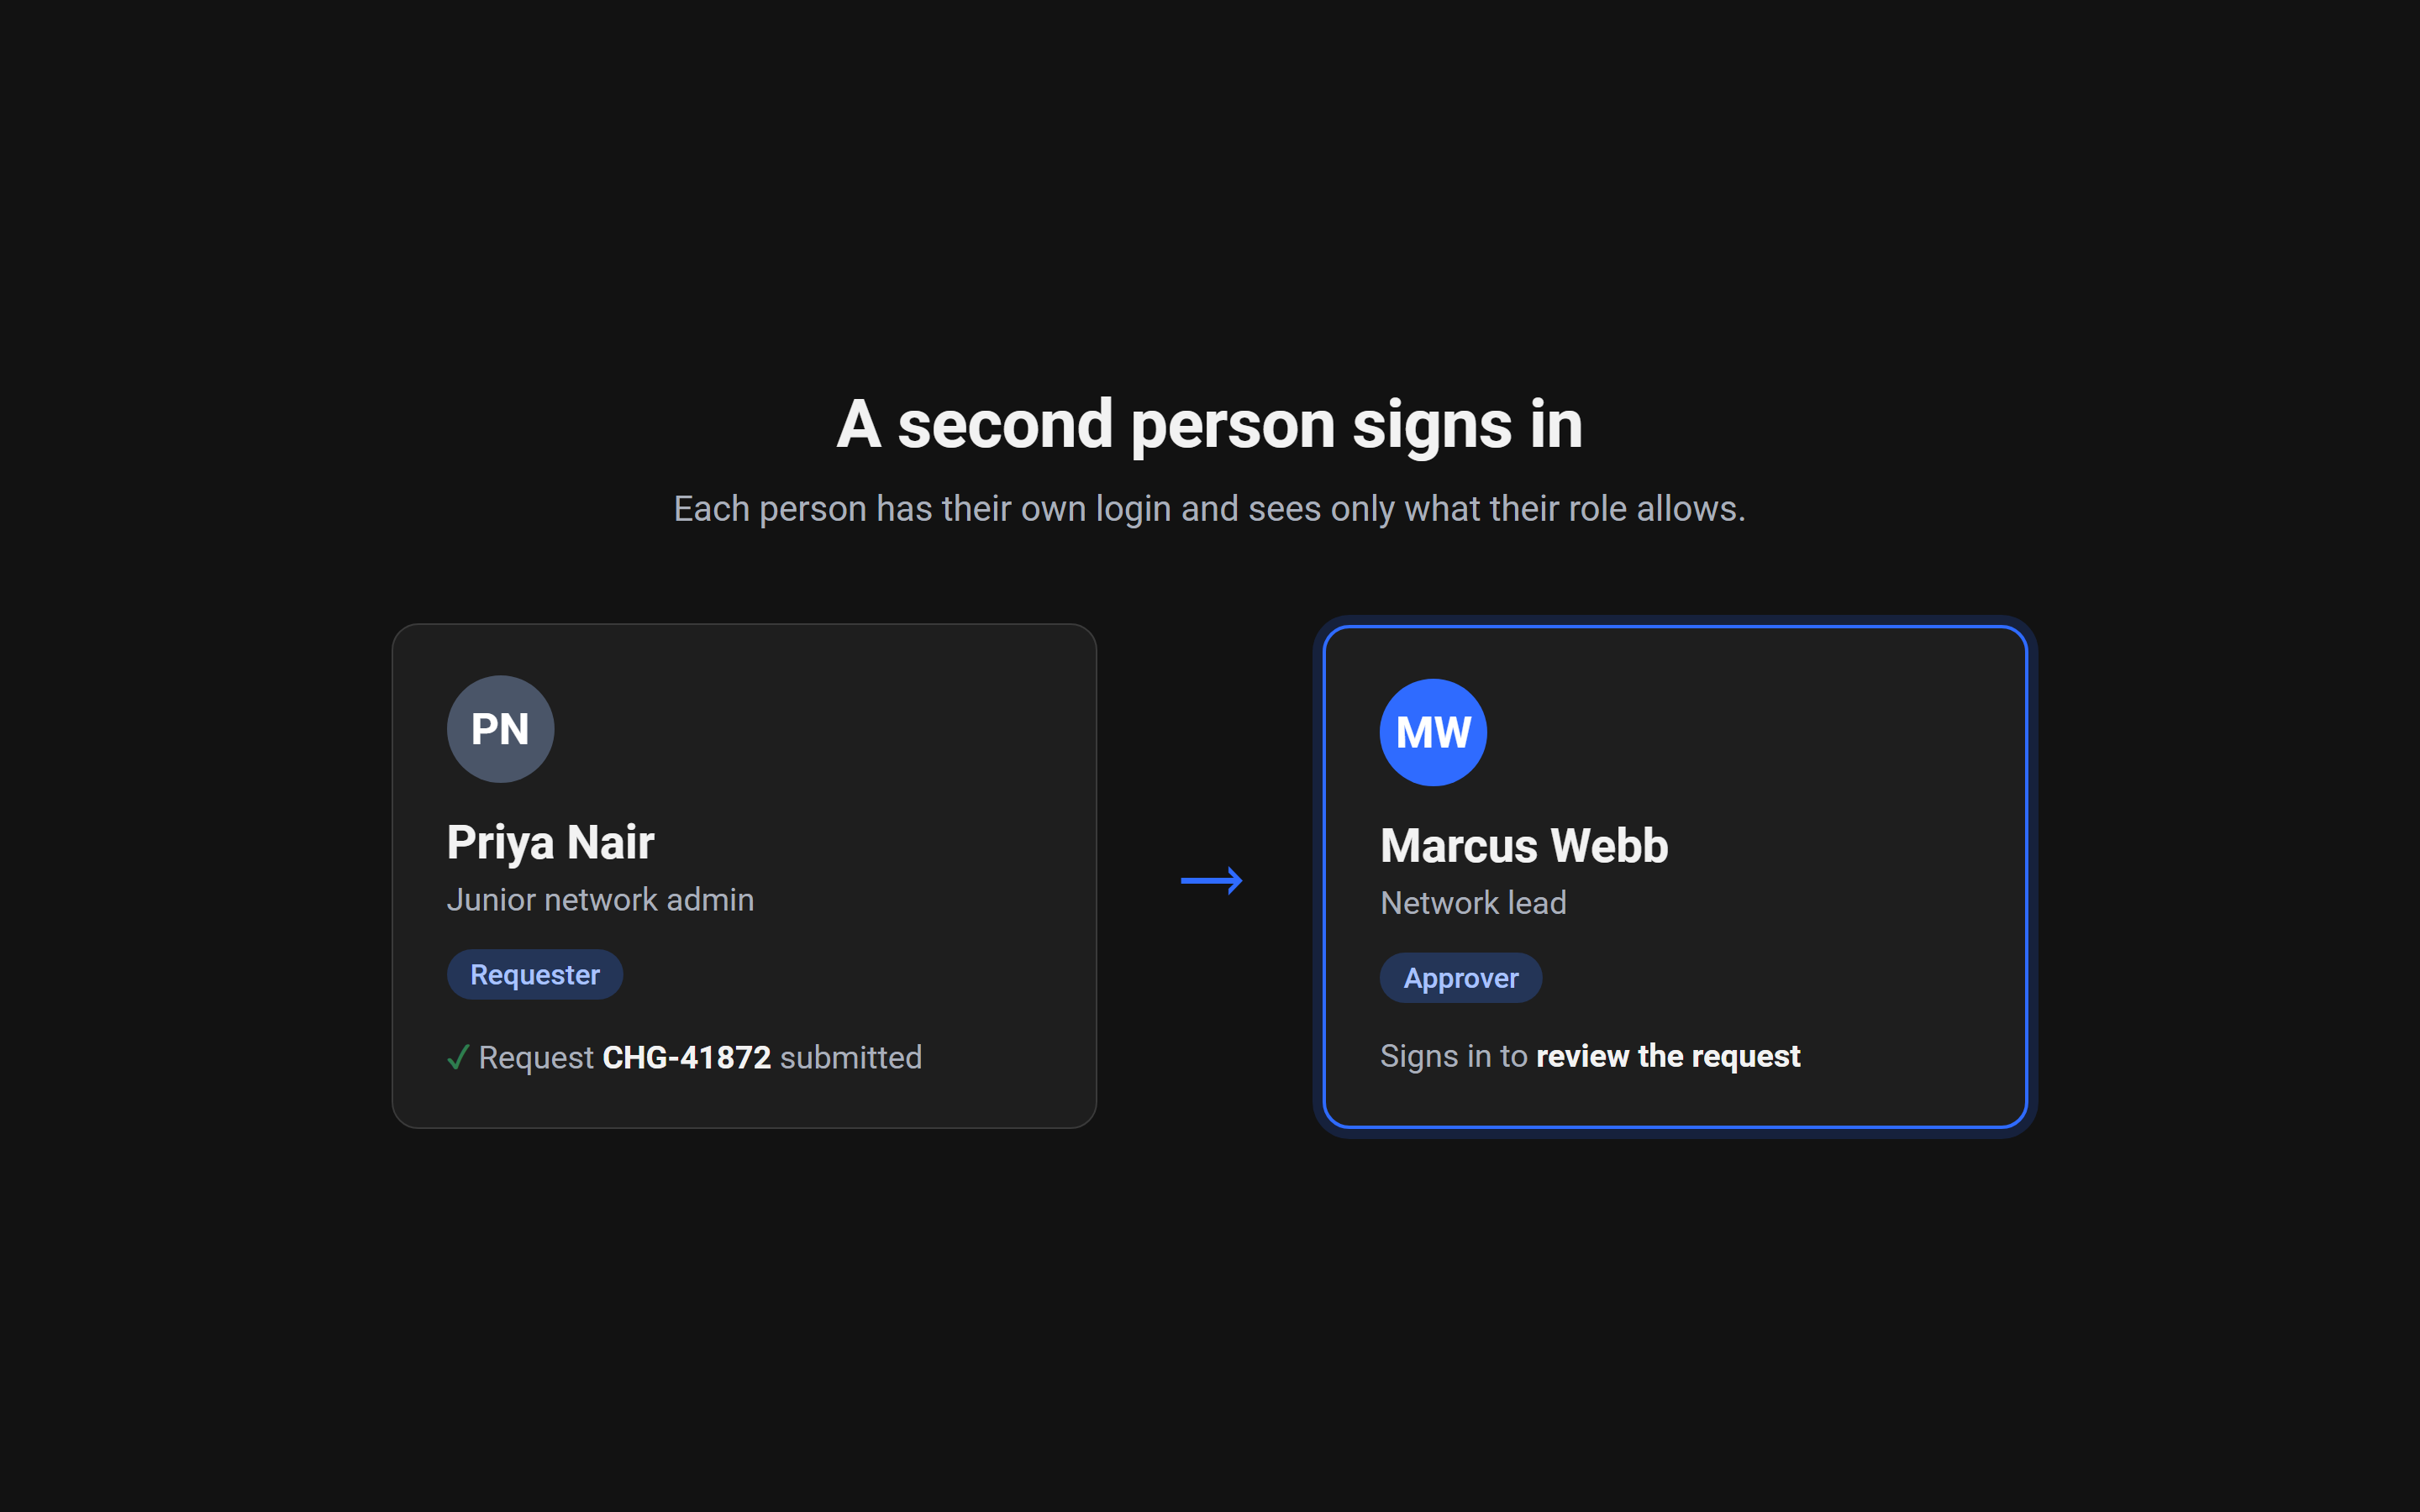 A second person signs in
Each person has their own login and sees only what their role allows.
PN
Priya Nair
Junior network admin
Requester
✓ Request CHG-41872 submitted
→
MW
Marcus Webb
Network lead
Approver
Signs in to review the request